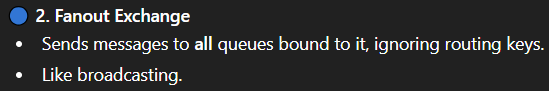 2. Fanout Exchange
• Sends messages to all queues bound to it, ignoring routing keys.
• Like broadcasting.